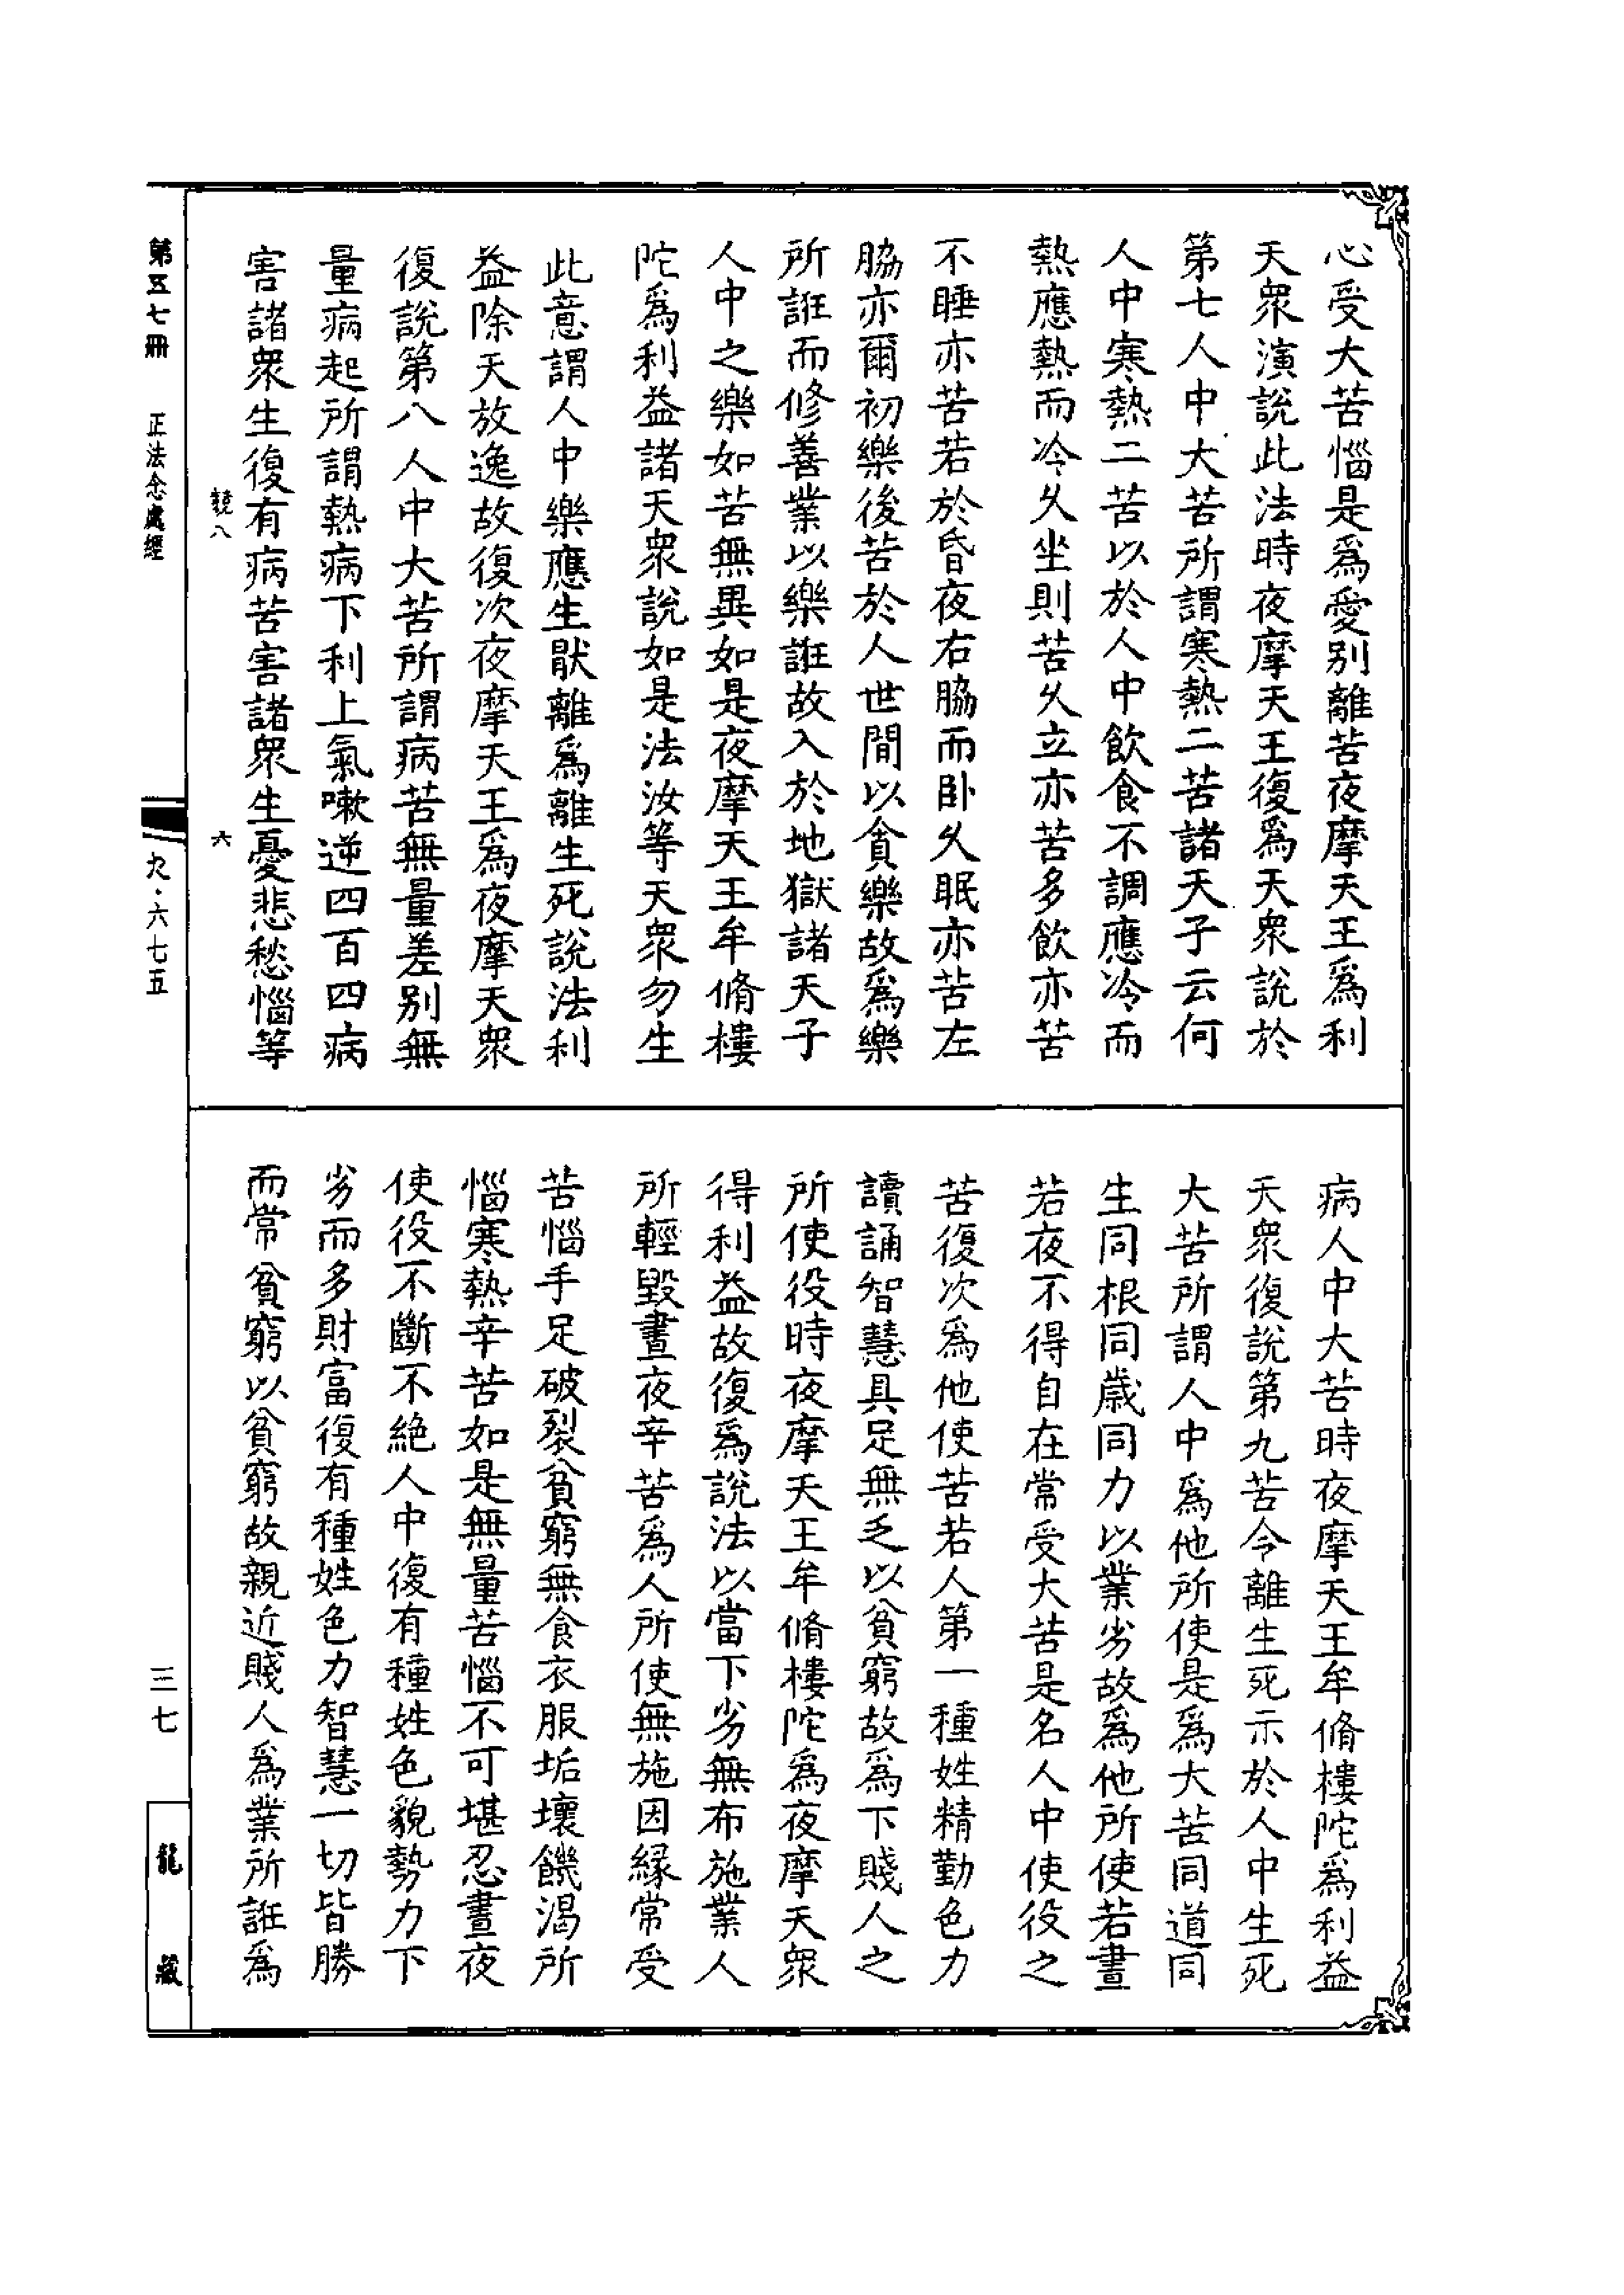 心受大苦惱是爲愛别離苦夜摩天王爲利
天衆演説此法時夜摩天王復爲天衆説於
第七人中大苦所謂寒熱二苦諸天子云何
人中寒熱二苦以於人中飲食不調應冷而
熱應熱而冷久坐則苦久立亦苦多飲亦苦
不睡亦苦若於昏夜右脇而卧久眠亦苦左
脇亦爾初樂後苦於人世間以貪樂故爲樂
所誑而修善業以樂誑故入於地獄諸天子
人中之樂如苦無異如是夜摩天王牟脩樓
陀爲利益諸天衆説如是法汝等天衆勿生
此意謂人中樂應生猒離爲離生死説法利
益除天放逸故復次夜摩天王爲夜摩天衆
復説第八人中大苦所謂病苦無量差别無
量病起所謂熱病下利上氣嗽逆四百四病
害諸衆生復有病苦害諸衆生憂悲愁惱等
病人中大苦時夜摩天王牟脩樓陀爲利益
天衆復説第九苦今離生死示於人中生死
大苦所謂人中爲他所使是爲大苦同道同
生同根同歲同力以業劣故爲他所使若晝
若夜不得自在常受大苦是名人中使役之
苦復次爲他使苦若人第一種姓精勤色力
讀誦智慧具足無乏以貧窮故爲下賤人之
所使役時夜摩天王牟脩樓陀爲夜摩天衆
得利益故復爲説法以當下劣無布施業人
所輕毀晝夜辛苦爲人所使無施因緣常受
苦惱手足破裂貧窮無食衣服垢壞饑渴所
惱寒熱辛苦如是無量苦惱不可堪忍晝夜
使役不斷不絶人中復有種姓色貌勢力下
劣而多財富復有種姓色力智慧一切皆勝
而常貧窮以貧窮故親近賤人爲業所誑爲
競八
六
第五七冊
正法念處經
九·六七五
三七
龍藏